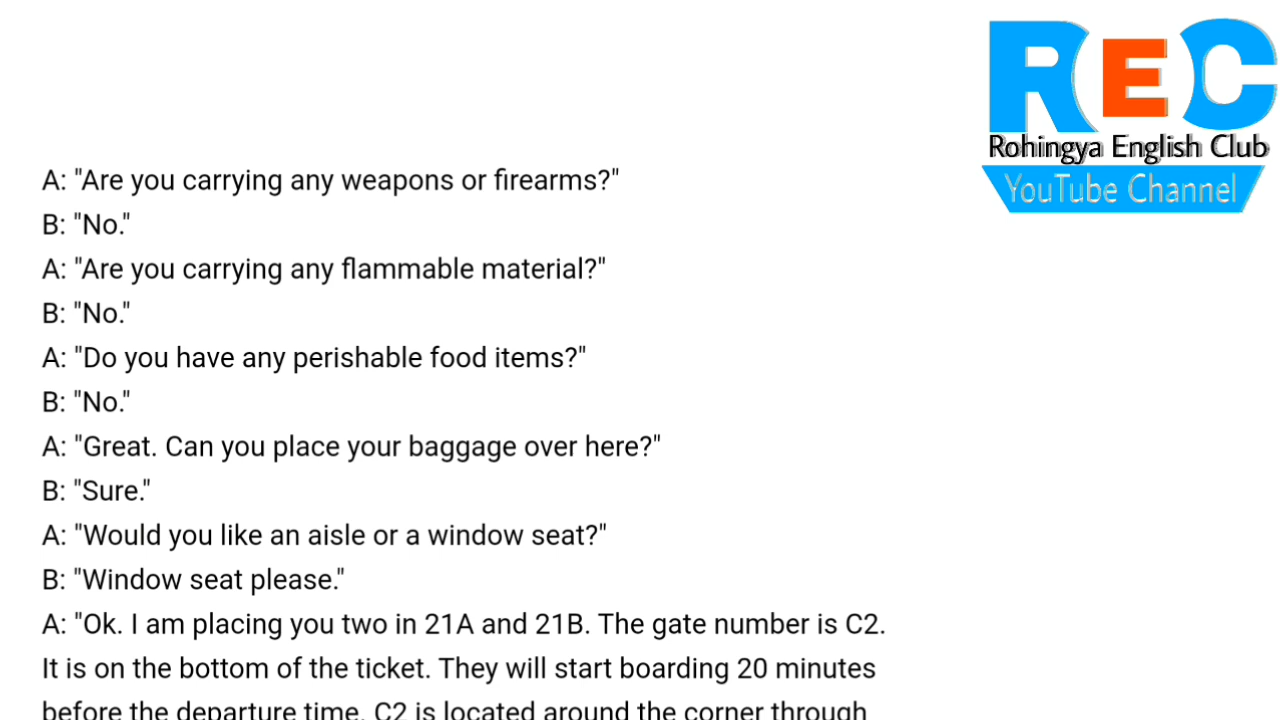 REC
Rohingya English Club
YouTube Channel
A: "Are you carrying any weapons or firearms?"
B: "No."
A: "Are you carrying any flammable material?"
B: "No."
A: "Do you have any perishable food items?"
B: "No."
A: "Great. Can you place your baggage over here?"
B: "Sure."
A: "Would you like an aisle or a window seat?"
B: "Window seat please."
A: "Ok. I am placing you two in 21A and 21B. The gate number is C2.
It is on the bottom of the ticket. They will start boarding 20 minutes
before the departure time. C2 is located around the corner through